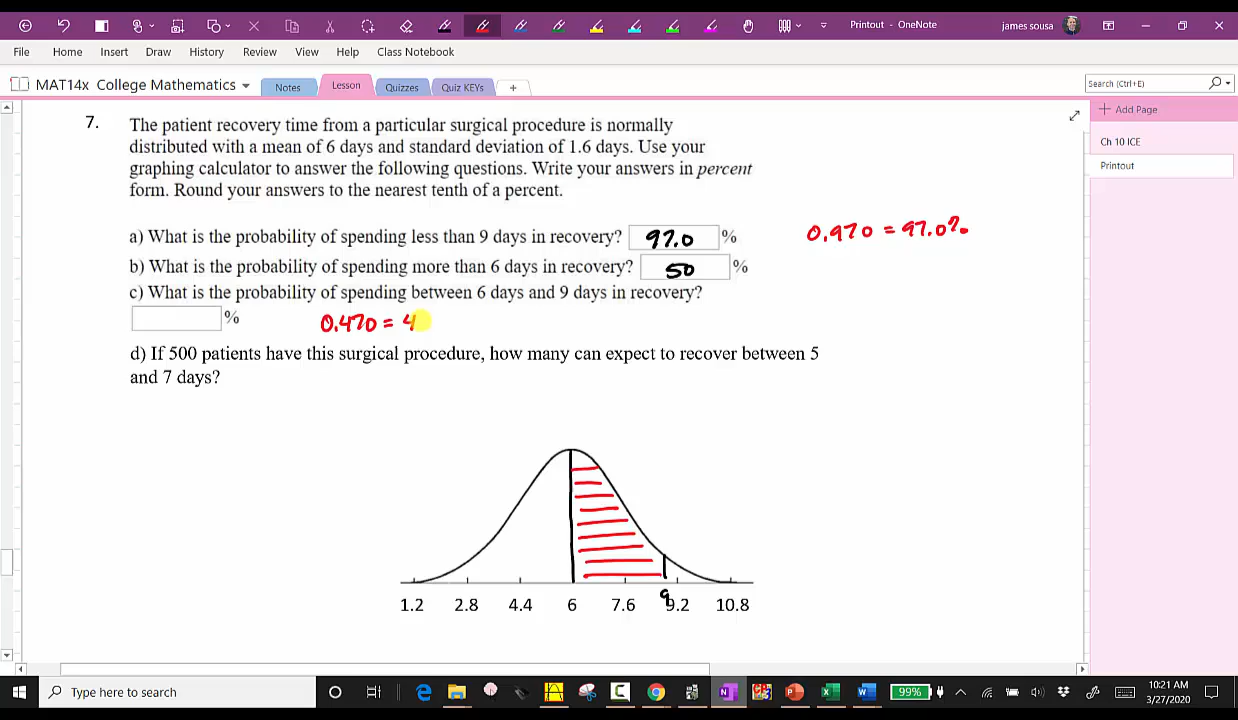 Printout - OneNote
james sousa
File Home Insert Draw History Review View Help Class Notebook
MAT14x College Mathematics
Notes Lesson Quizzes Quiz KEYs +
Search (Ctrl+E)
Add Page
Ch 10 ICE
Printout
7. The patient recovery time from a particular surgical procedure is normally
distributed with a mean of 6 days and standard deviation of 1.6 days. Use your
graphing calculator to answer the following questions. Write your answers in percent
form. Round your answers to the nearest tenth of a percent.
a) What is the probability of spending less than 9 days in recovery? 97.0 % 0.970 = 97.0%
b) What is the probability of spending more than 6 days in recovery? 50 %
c) What is the probability of spending between 6 days and 9 days in recovery?
% 0.470 = 4
d) If 500 patients have this surgical procedure, how many can expect to recover between 5
and 7 days?
9
1.2 2.8 4.4 6 7.6 9.2 10.8
Type here to search
99%
10:21 AM
3/27/2020